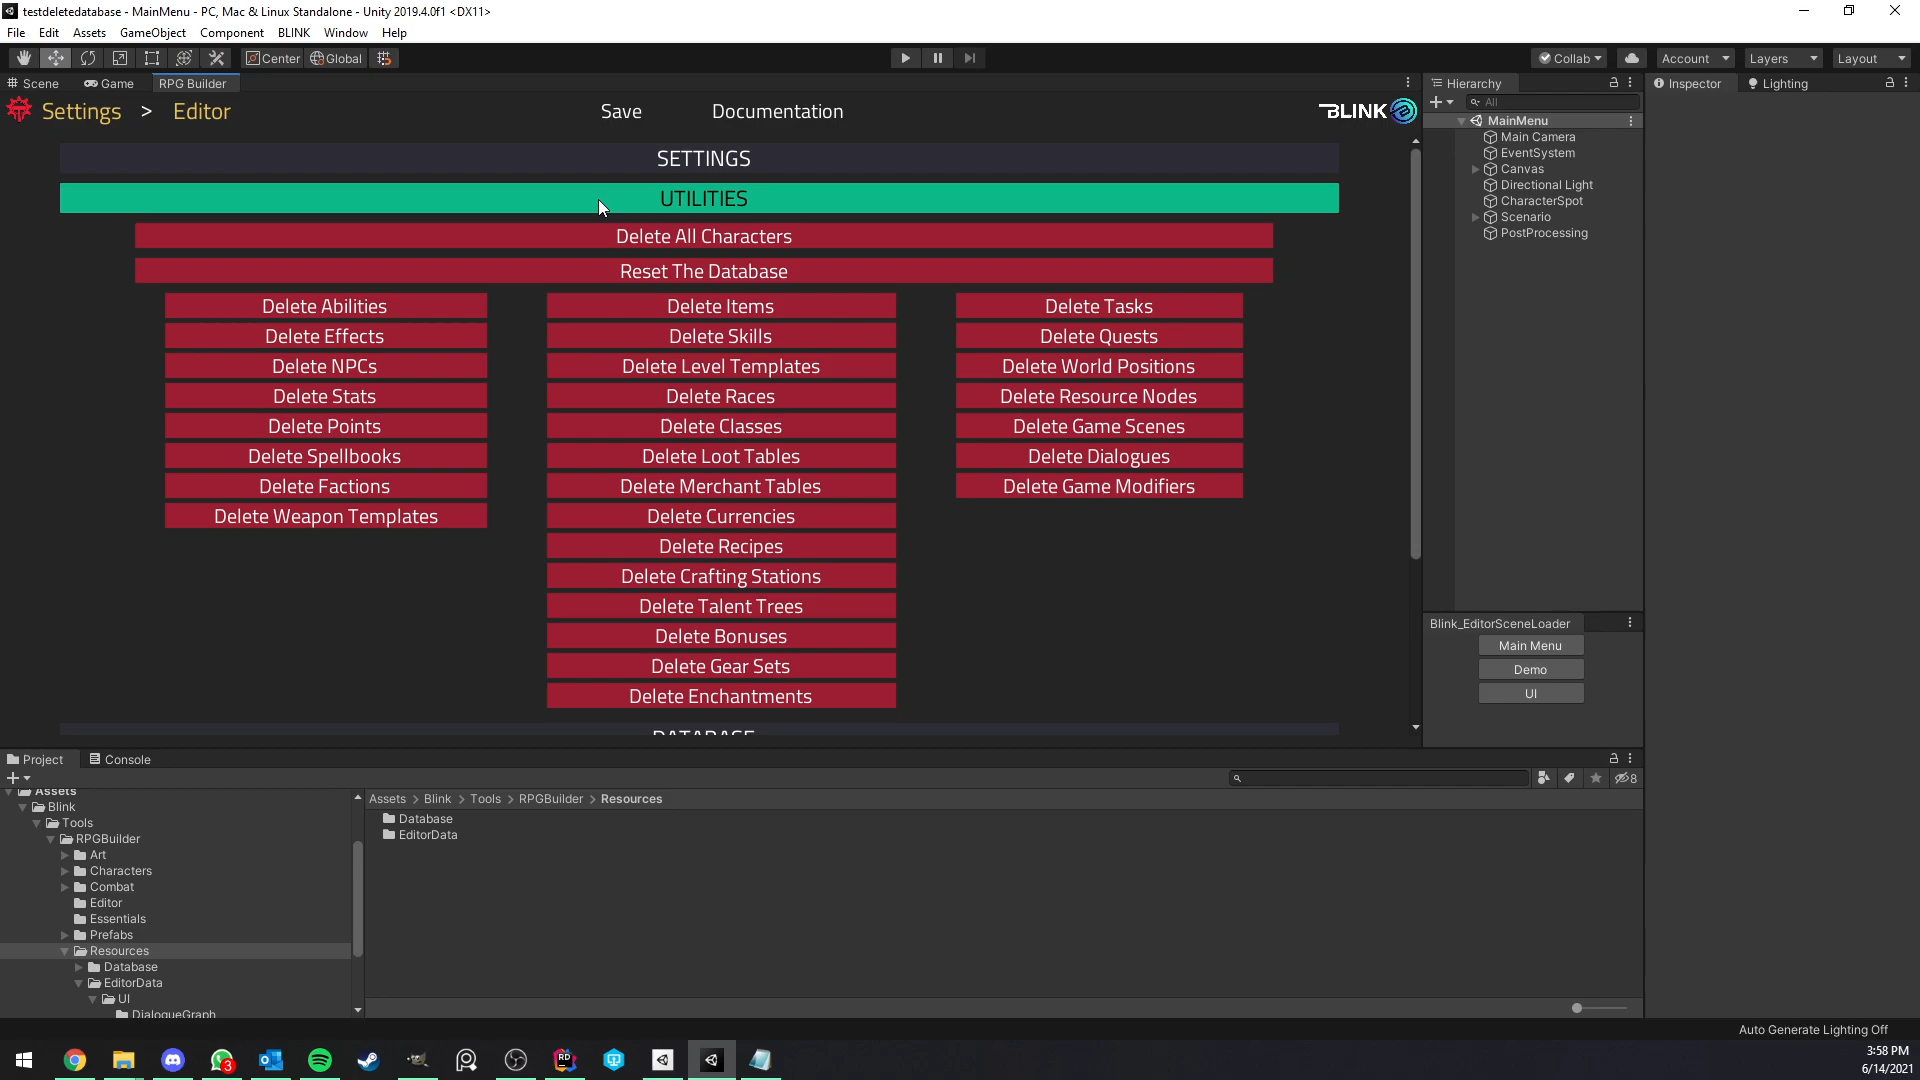 testdeletedatabase - MainMenu - PC, Mac & Linux Standalone - Unity 2019.4.0f1 <DX11>
File Edit Assets GameObject Component BLINK Window Help
Center Global Collab Account Layers Layout
Scene Game RPG Builder
Settings > Editor
Save
Documentation
BLINK
SETTINGS
UTILITIES
Delete All Characters
Reset The Database
Delete Abilities
Delete Effects
Delete NPCs
Delete Stats
Delete Points
Delete Spellbooks
Delete Factions
Delete Weapon Templates
Delete Items
Delete Skills
Delete Level Templates
Delete Races
Delete Classes
Delete Loot Tables
Delete Merchant Tables
Delete Currencies
Delete Recipes
Delete Crafting Stations
Delete Talent Trees
Delete Bonuses
Delete Gear Sets
Delete Enchantments
Delete Tasks
Delete Quests
Delete World Positions
Delete Resource Nodes
Delete Game Scenes
Delete Dialogues
Delete Game Modifiers
DATABASE
Hierarchy
All
MainMenu
Main Camera
EventSystem
Canvas
Directional Light
CharacterSpot
Scenario
PostProcessing
Blink_EditorSceneLoader
Main Menu
Demo
UI
Inspector Lighting
Project Console
8
Assets
Blink
Tools
RPGBuilder
Art
Characters
Combat
Editor
Essentials
Prefabs
Resources
Database
EditorData
UI
DialogueGraph
Assets > Blink > Tools > RPGBuilder > Resources
Database
EditorData
Auto Generate Lighting Off
3
RD
3:58 PM
6/14/2021